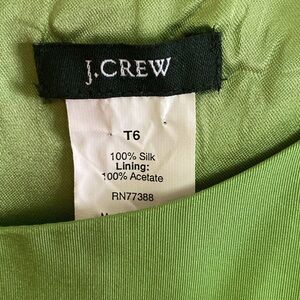 J.CREW
T6
100% Silk
Lining:
100% Acetate
RN77388